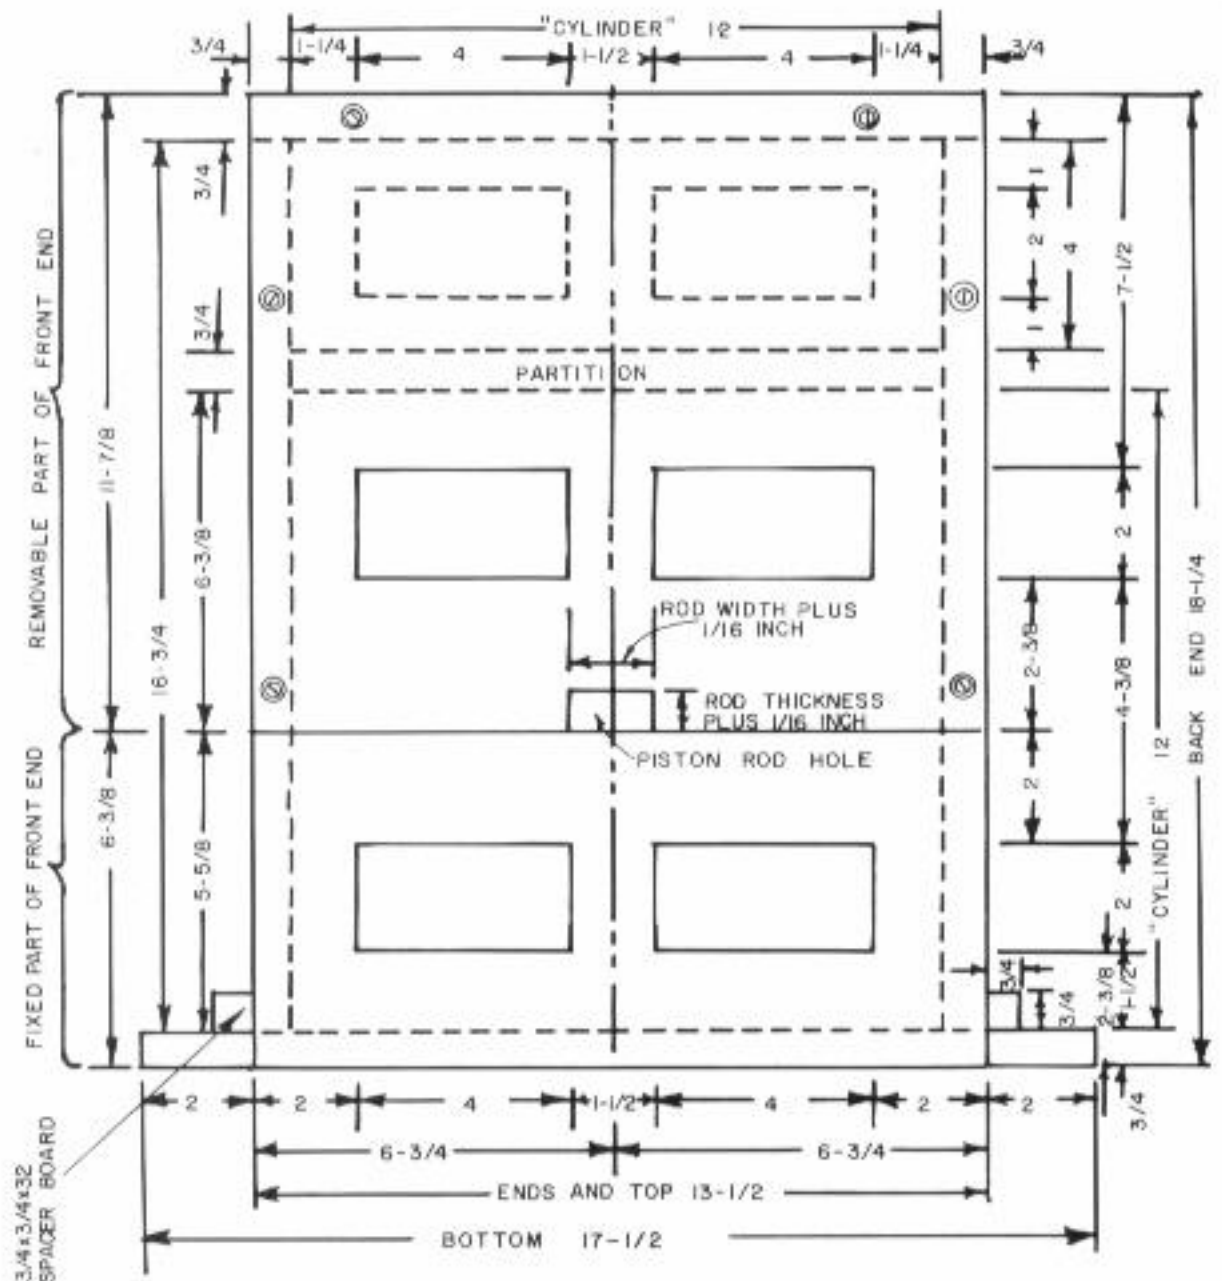 "CYLINDER" 12
3/4 1-1/4 4 1-1/2 4 1-1/4 3/4
REMOVABLE PART OF FRONT END
11-7/8
16-3/4
3/4
3/4
6-3/8
1
2
1
4
7-1/2
PARTITION
2
2-3/8
4-3/8
ROD WIDTH PLUS
1/16 INCH
ROD THICKNESS
PLUS 1/16 INCH
PISTON ROD HOLE
BACK END 18-1/4
"CYLINDER" 12
FIXED PART OF FRONT END
6-3/8
5-5/8
2
2
3/4
3/4
2-3/8
1-1/2
3/4
2 2 4 1-1/2 4 2 2
6-3/4 6-3/4
ENDS AND TOP 13-1/2
BOTTOM 17-1/2
3/4x3/4x32
SPACER BOARD